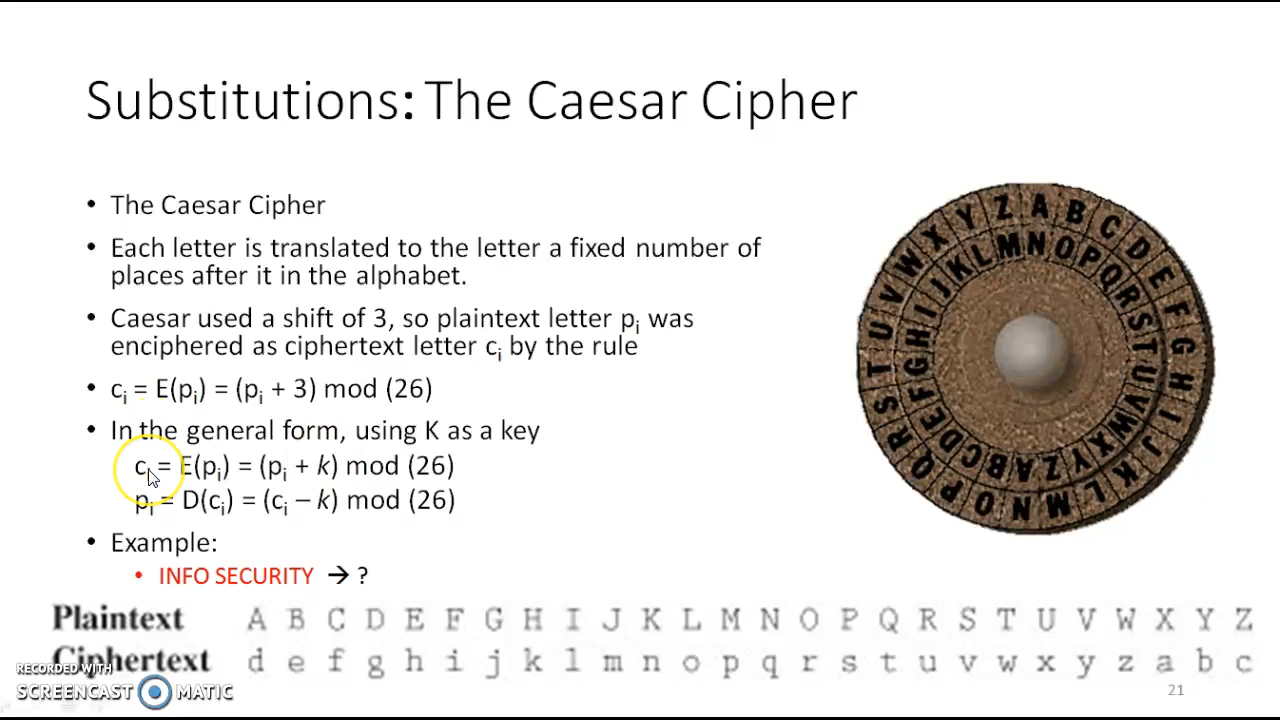 Substitutions: The Caesar Cipher
• The Caesar Cipher
• Each letter is translated to the letter a fixed number of
places after it in the alphabet.
• Caesar used a shift of 3, so plaintext letter pᵢ was
enciphered as ciphertext letter cᵢ by the rule
• cᵢ = E(pᵢ) = (pᵢ + 3) mod (26)
• In the general form, using K as a key
cᵢ = E(pᵢ) = (pᵢ + k) mod (26)
pᵢ = D(cᵢ) = (cᵢ – k) mod (26)
• Example:
• INFO SECURITY → ?
A B C D E F G H I J K L M N O P Q R S T U V W X Y Z
N O P Q R S T U V W X Y Z A B C D E F G H I J K L M
Plaintext A B C D E F G H I J K L M N O P Q R S T U V W X Y Z
Ciphertext d e f g h i j k l m n o p q r s t u v w x y z a b c
RECORDED WITH
SCREENCAST MATIC
21